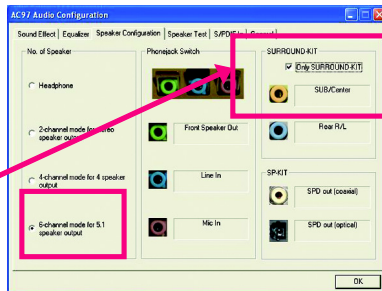 AC97 Audio Configuration
Sound Effect Equalizer Speaker Configuration Speaker Test S/PDIF In General
No. of Speaker
Headphone
2-channel mode for stereo
speaker output
4-channel mode for 4 speaker
output
6-channel mode for 5.1
speaker output
Phonejack Switch
Front Speaker Out
Line In
Mic In
SURROUND-KIT
Only SURROUND-KIT
SUB/Center
Rear R/L
SP-KIT
SPD out (coaxial)
SPD out (optical)
OK